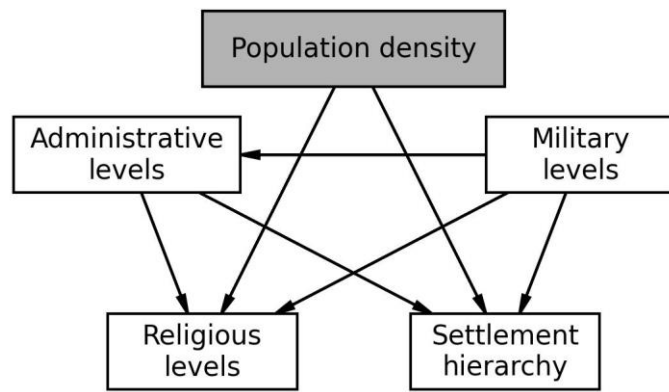 Population density
Administrative
levels
Military
levels
Religious
levels
Settlement
hierarchy